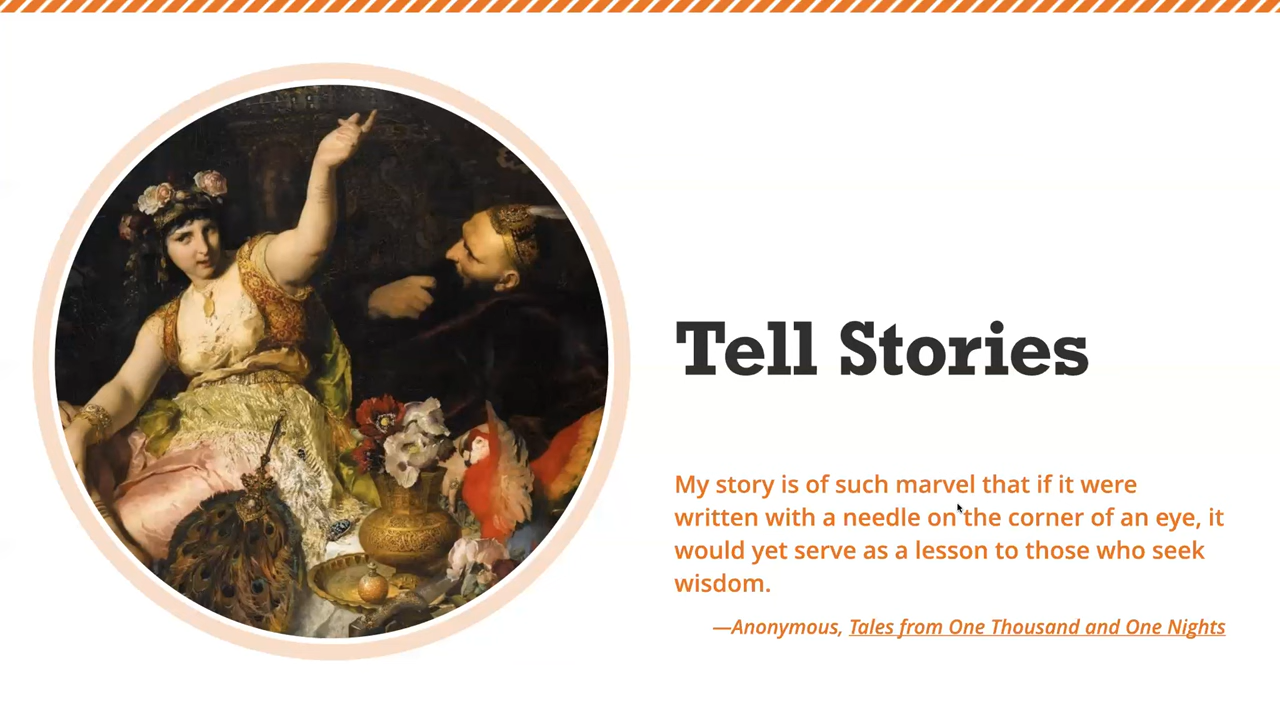 Tell Stories
My story is of such marvel that if it were
written with a needle on the corner of an eye, it
would yet serve as a lesson to those who seek
wisdom.
—Anonymous, Tales from One Thousand and One Nights